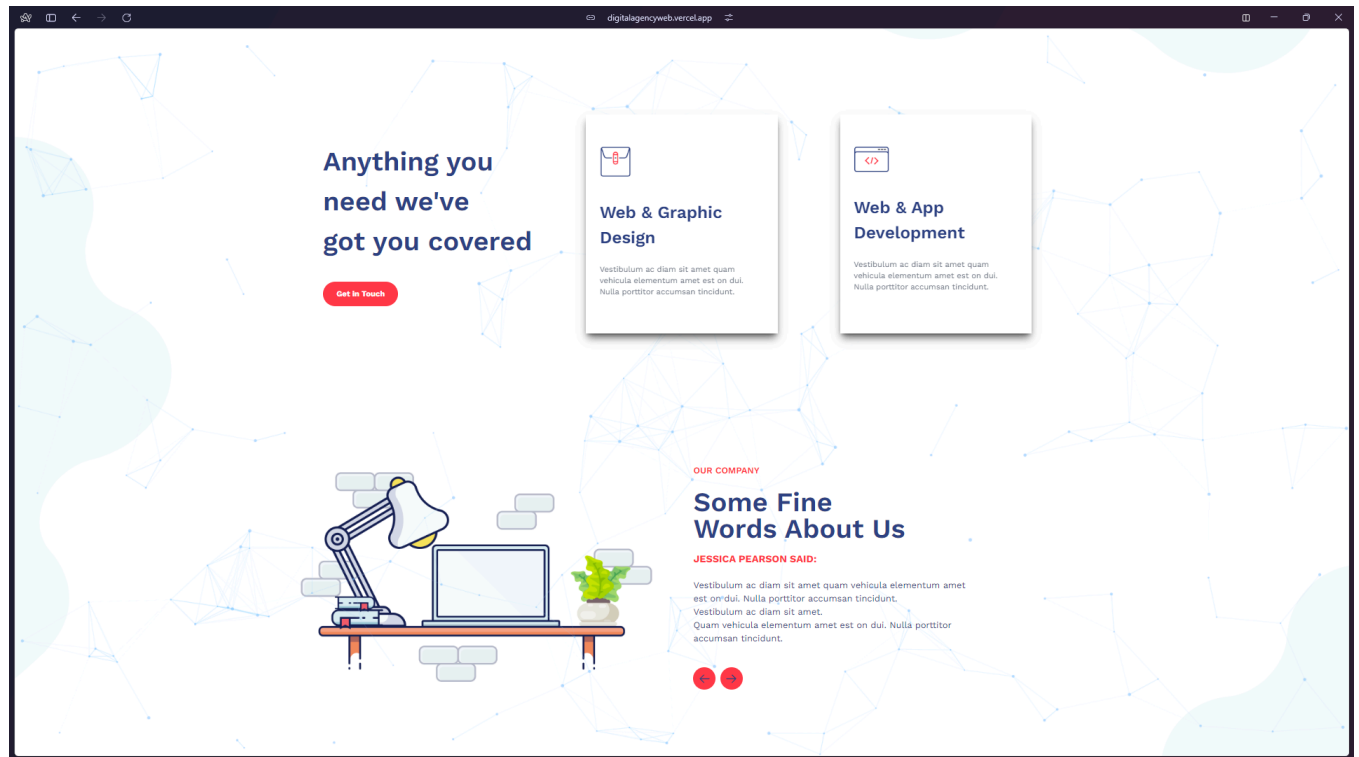 digitalagencyweb.vercel.app
Anything you
need we've
got you covered
Get In Touch
Web & Graphic
Design
Vestibulum ac diam sit amet quam
vehicula elementum amet est on dui.
Nulla porttitor accumsan tincidunt.
</>
Web & App
Development
Vestibulum ac diam sit amet quam
vehicula elementum amet est on dui.
Nulla porttitor accumsan tincidunt.
OUR COMPANY
Some Fine
Words About Us
JESSICA PEARSON SAID:
Vestibulum ac diam sit amet quam vehicula elementum amet
est on dui. Nulla porttitor accumsan tincidunt.
Vestibulum ac diam sit amet.
Quam vehicula elementum amet est on dui. Nulla porttitor
accumsan tincidunt.